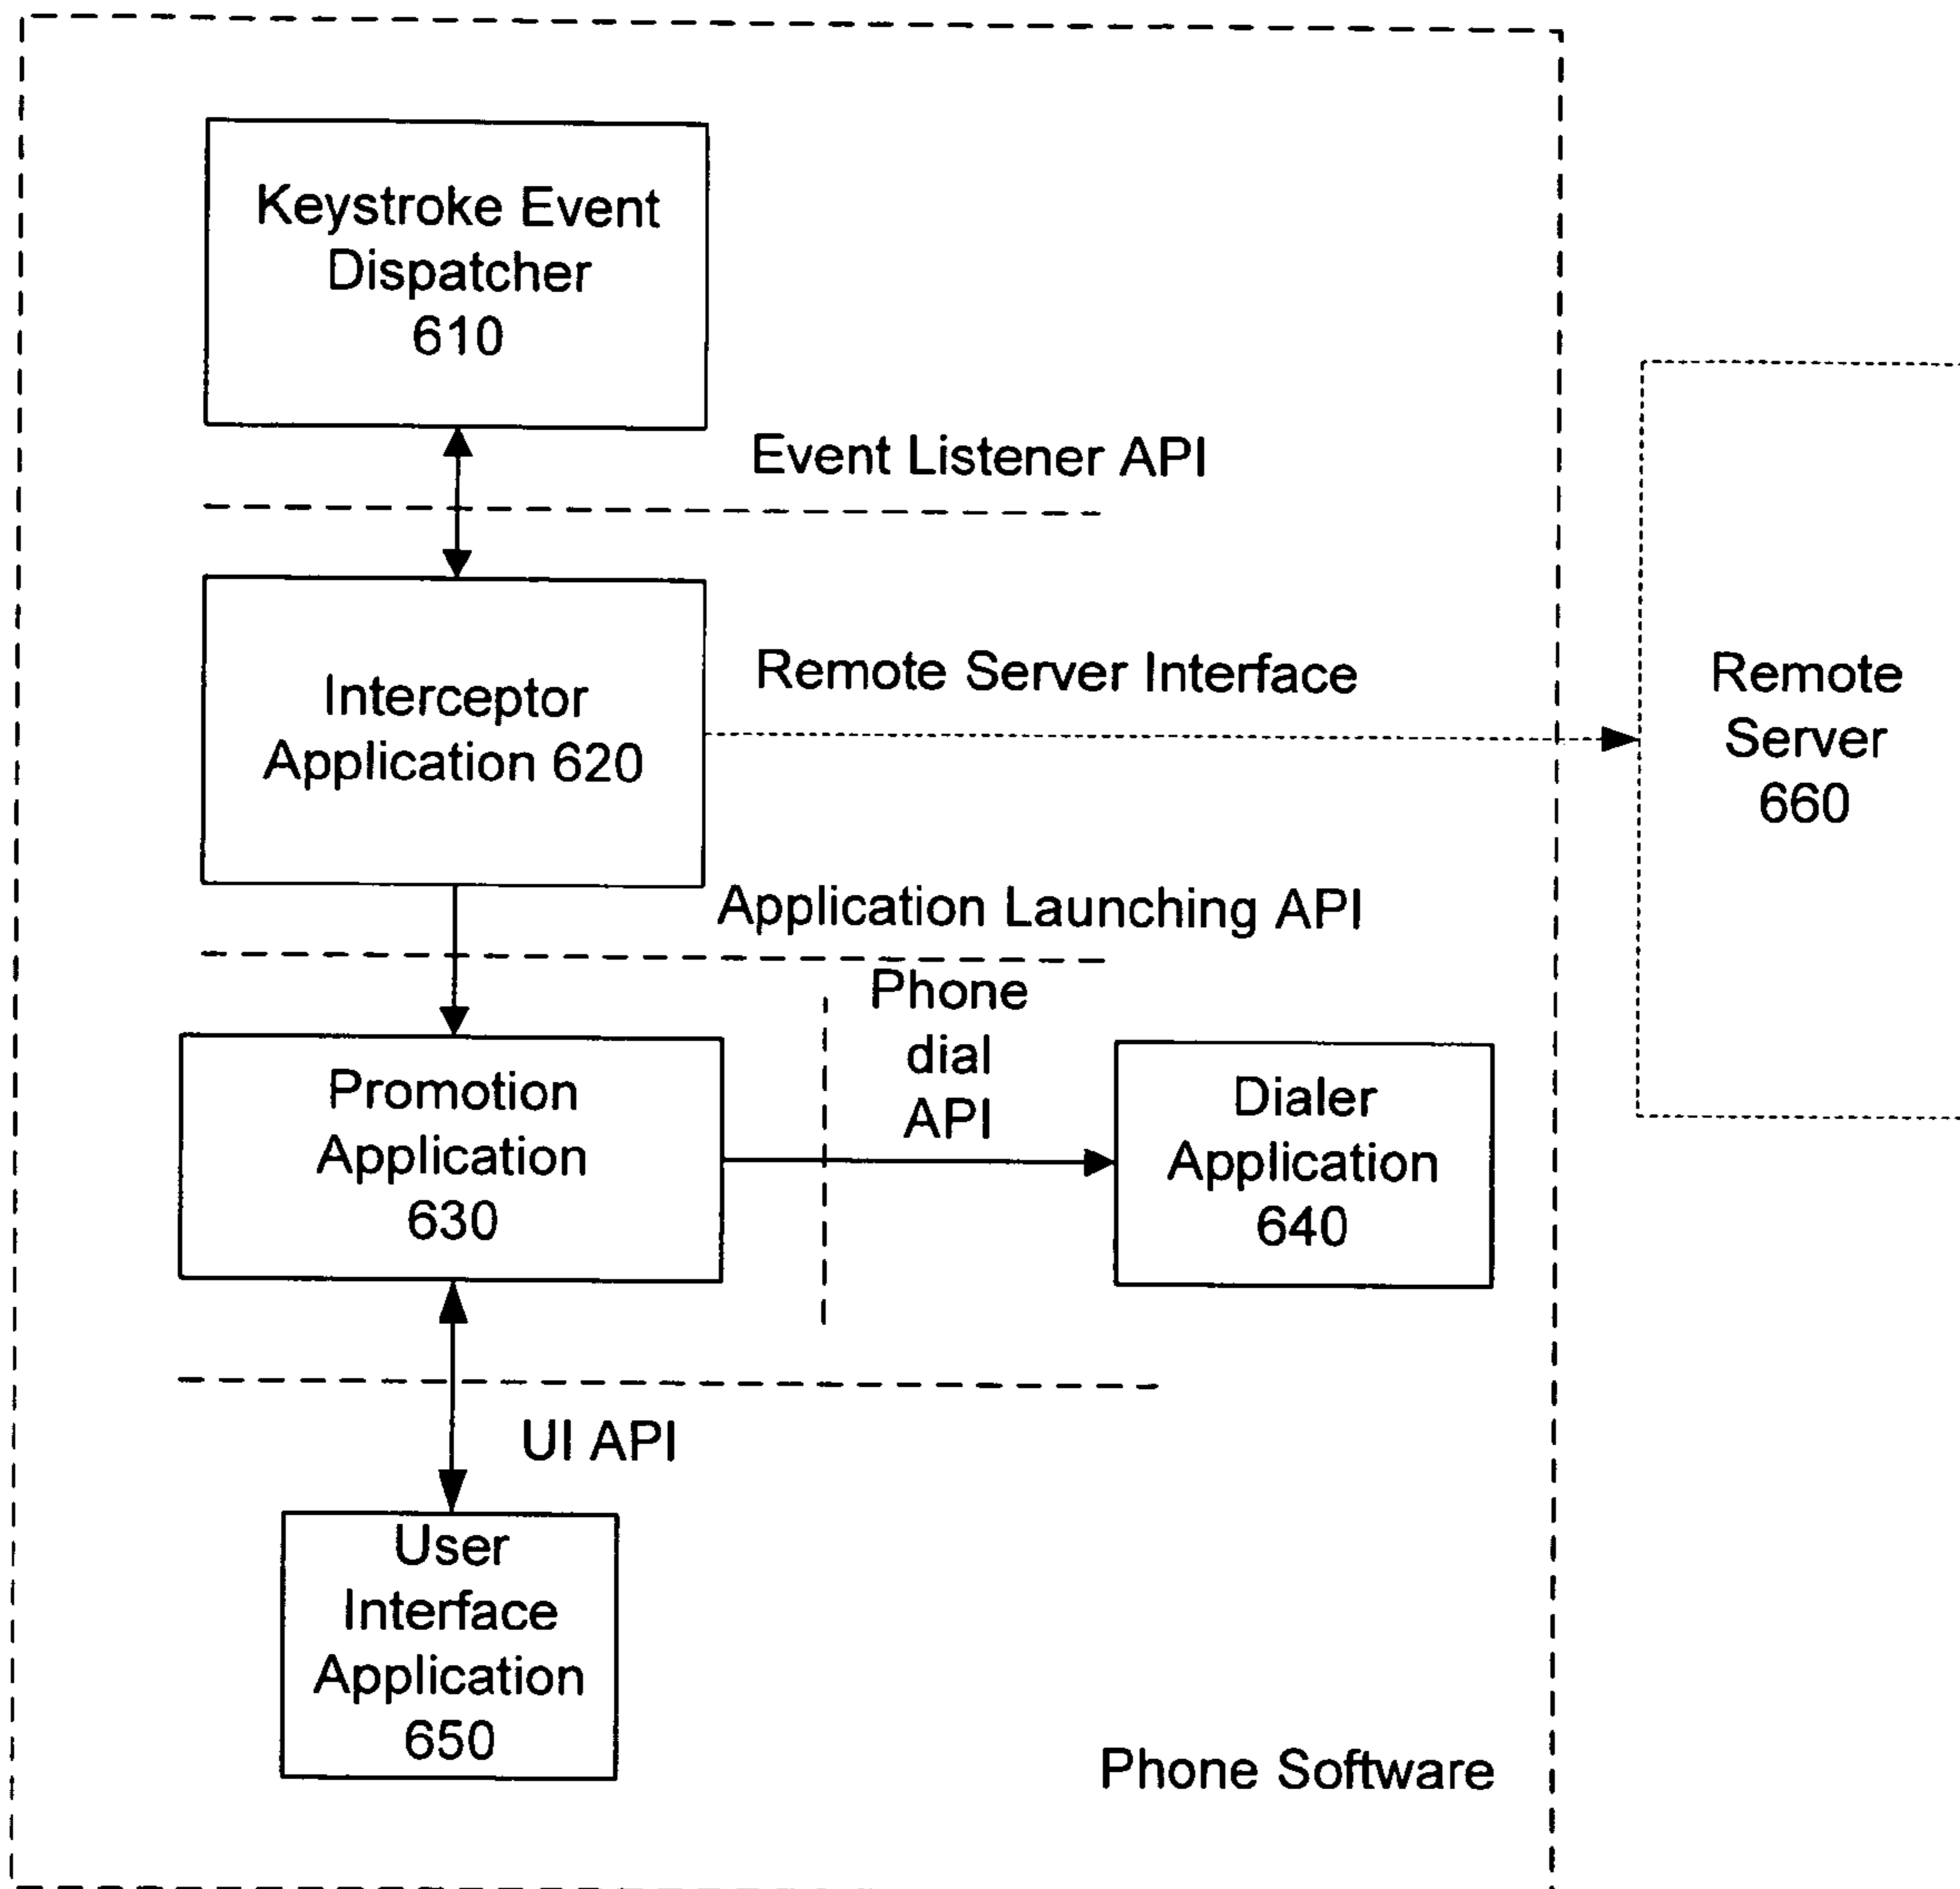 Keystroke Event
Dispatcher
610
Event Listener API
Interceptor
Application 620
Remote Server Interface
Remote
Server
660
Application Launching API
Phone
dial
API
Promotion
Application
630
Dialer
Application
640
UI API
User
Interface
Application
650
Phone Software